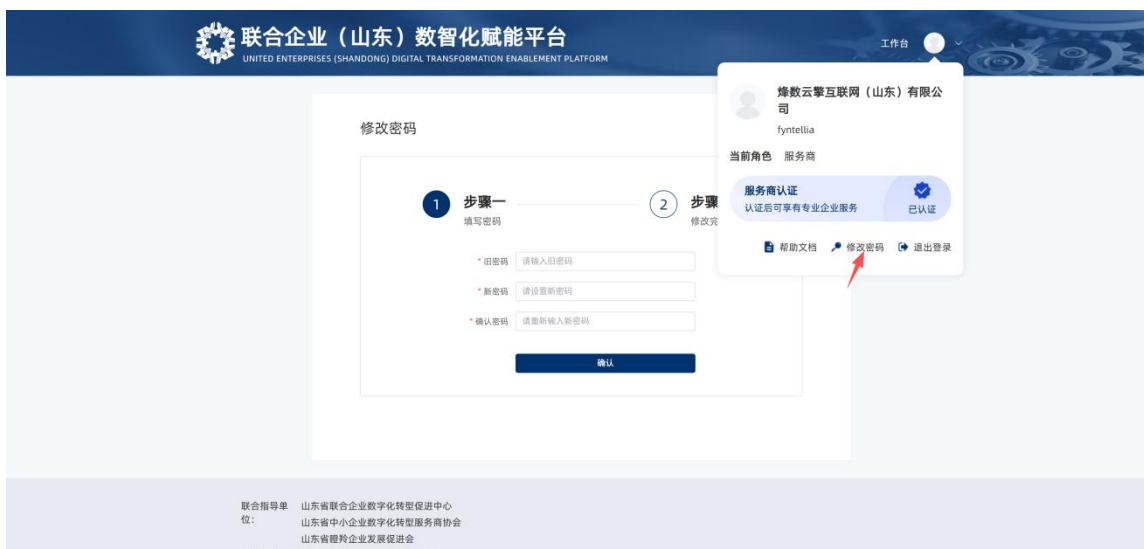 联合企业（山东）数智化赋能平台
UNITED ENTERPRISES (SHANDONG) DIGITAL TRANSFORMATION ENABLEMENT PLATFORM
工作台
烽数云擎互联网（山东）有限公
司
fyntellia
当前角色 服务商
服务商认证
认证后可享有专业企业服务
已认证
帮助文档 修改密码 退出登录
修改密码
1 步骤一
填写密码
2 步骤
修改完
* 旧密码 请输入旧密码
* 新密码 请设置新密码
* 确认密码 请重新输入新密码
确认
联合指导单
位：
山东省联合企业数字化转型促进中心
山东省中小企业数字化转型服务商协会
山东省瞪羚企业发展促进会